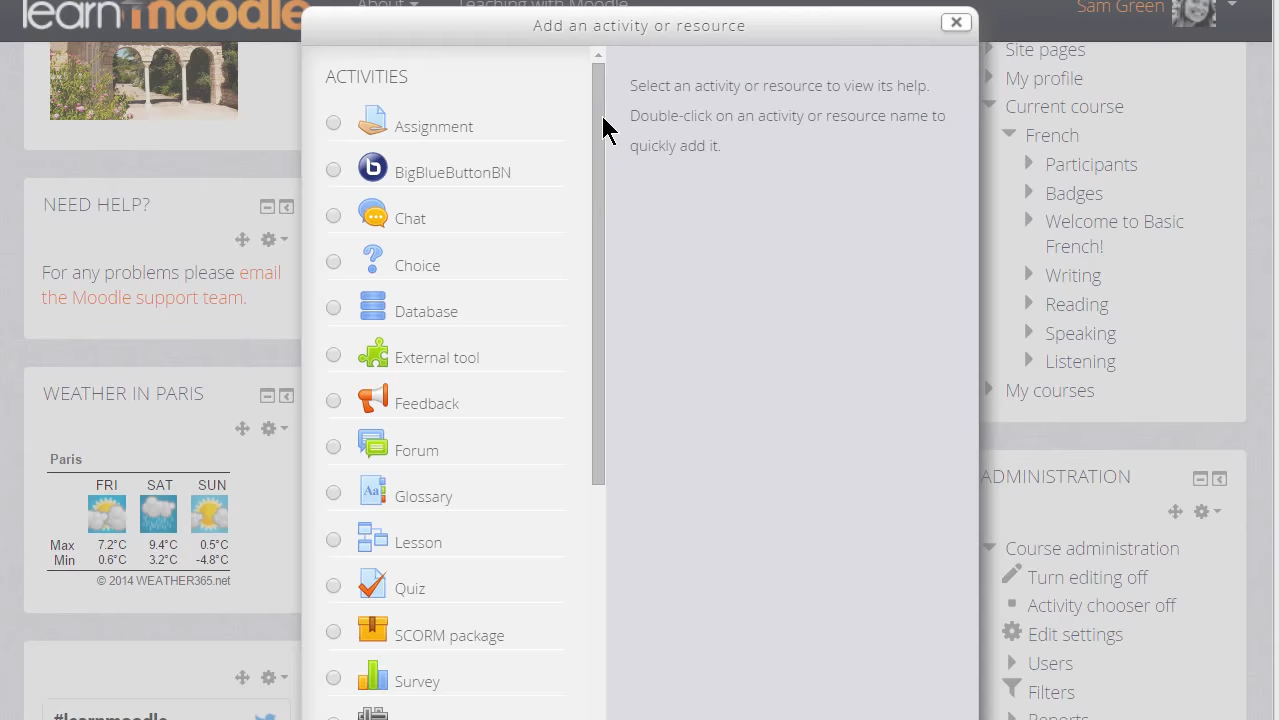 learn moodle
About
Teaching with Moodle
Sam Green
Add an activity or resource
NEED HELP?
For any problems please email
the Moodle support team.
WEATHER IN PARIS
Paris
FRI SAT SUN
Max 7.2°C 9.4°C 0.5°C
Min 0.6°C 3.2°C -4.8°C
© 2014 WEATHER365.net
#learnmoodle
ACTIVITIES
Assignment
BigBlueButtonBN
Chat
Choice
Database
External tool
Feedback
Forum
Glossary
Lesson
Quiz
SCORM package
Survey
Select an activity or resource to view its help.
Double-click on an activity or resource name to
quickly add it.
Site pages
My profile
Current course
French
Participants
Badges
Welcome to Basic
French!
Writing
Reading
Speaking
Listening
My courses
ADMINISTRATION
Course administration
Turn editing off
Activity chooser off
Edit settings
Users
Filters
Reports